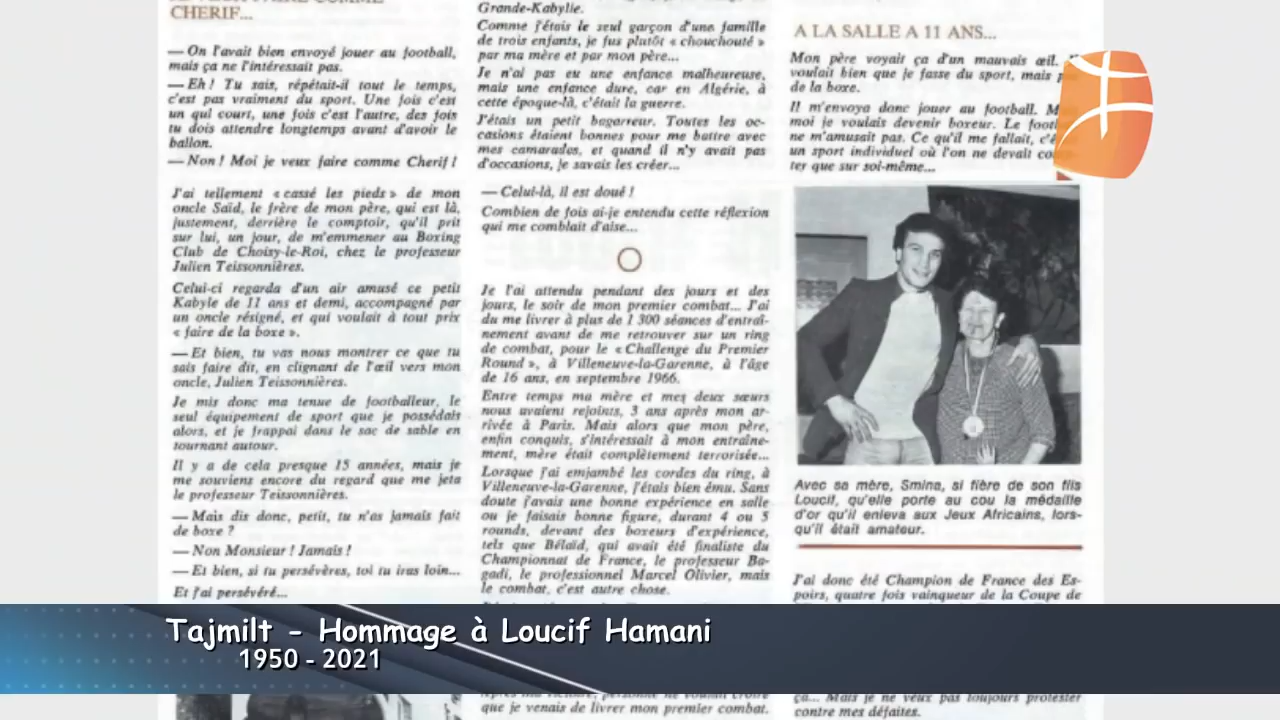 CHERIF...
— On l'avait bien envoyé jouer au football,
mais ça ne l'intéressait pas.
— Eh ! Tu sais, répétait-il tout le temps,
c'est pas vraiment du sport. Une fois c'est
un qui court, une fois c'est l'autre, des fois
tu dois attendre longtemps avant d'avoir le
ballon.
— Non ! Moi je veux faire comme Cherif !
J'ai tellement « cassé les pieds » de mon
oncle Saïd, le frère de mon père, qui est là,
justement, derrière le comptoir, qu'il prit
sur lui, un jour, de m'emmener au Boxing
Club de Choisy-le-Roi, chez le professeur
Julien Teissonnières.
Celui-ci regarda d'un air amusé ce petit
Kabyle de 11 ans et demi, accompagné par
un oncle résigné, et qui voulait à tout prix
« faire de la boxe ».
— Et bien, tu vas nous montrer ce que tu
sais faire dit, en clignant de l'œil vers mon
oncle, Julien Teissonnières.
Je mis donc ma tenue de footballeur, le
seul équipement de sport que je possédais
alors, et je frappai dans le sac de sable en
tournant autour.
Il y a de cela presque 15 années, mais je
me souviens encore du regard que me jeta
le professeur Teissonnières.
— Mais dis donc, petit, tu n'as jamais fait
de boxe ?
— Non Monsieur ! Jamais !
— Et bien, si tu persévères, toi tu iras loin...
Et j'ai persévéré...
Grande-Kabylie.
Comme j'étais le seul garçon d'une famille
de trois enfants, je fus plutôt « chouchouté »
par ma mère et par mon père...
Je n'ai pas eu une enfance malheureuse,
mais une enfance dure, car en Algérie, à
cette époque-là, c'était la guerre.
J'étais un petit bagarreur. Toutes les oc-
casions étaient bonnes pour me battre avec
mes camarades, et quand il n'y avait pas
d'occasions, je savais les créer...
— Celui-là, il est doué !
Combien de fois ai-je entendu cette réflexion
qui me comblait d'aise...
Je l'ai attendu pendant des jours et des
jours, le soir de mon premier combat... J'ai
du me livrer à plus de 1 300 séances d'entraî-
nement avant de me retrouver sur un ring
de combat, pour le « Challenge du Premier
Round », à Villeneuve-la-Garenne, à l'âge
de 16 ans, en septembre 1966.
Entre temps ma mère et mes deux sœurs
nous avaient rejoints, 3 ans après mon ar-
rivée à Paris. Mais alors que mon père,
enfin conquis, s'intéressait à mon entraîne-
ment, mère était complètement terrorisée...
Lorsque j'ai enjambé les cordes du ring, à
Villeneuve-la-Garenne, j'étais bien ému. Sans
doute j'avais une bonne expérience en salle
ou je faisais bonne figure, durant 4 ou 5
rounds, devant des boxeurs d'expérience,
tels que Bélaïd, qui avait été finaliste du
Championnat de France, le professeur Ba-
gadi, le professionnel Marcel Olivier, mais
le combat, c'est autre chose.
que je venais de livrer mon premier combat.
A LA SALLE A 11 ANS...
Mon père voyait ça d'un mauvais œil.
voulait bien que je fasse du sport, mais
de la boxe.
Il m'envoya donc jouer au football.
moi je voulais devenir boxeur. Le
ne m'amusait pas. Ce qu'il me fallait,
un sport individuel où l'on ne devait
ter que sur soi-même...
Avec sa mère, Smina, si fière de son fils
Loucif, qu'elle porte au cou la médaille
d'or qu'il enleva aux Jeux Africains, lors-
qu'il était amateur.
J'ai donc été Champion de France des Es-
poirs, quatre fois vainqueur de la Coupe de
ça... Mais je ne veux pas toujours protester
contre mes défaites.
Tajmilt - Hommage à Loucif Hamani
1950 - 2021